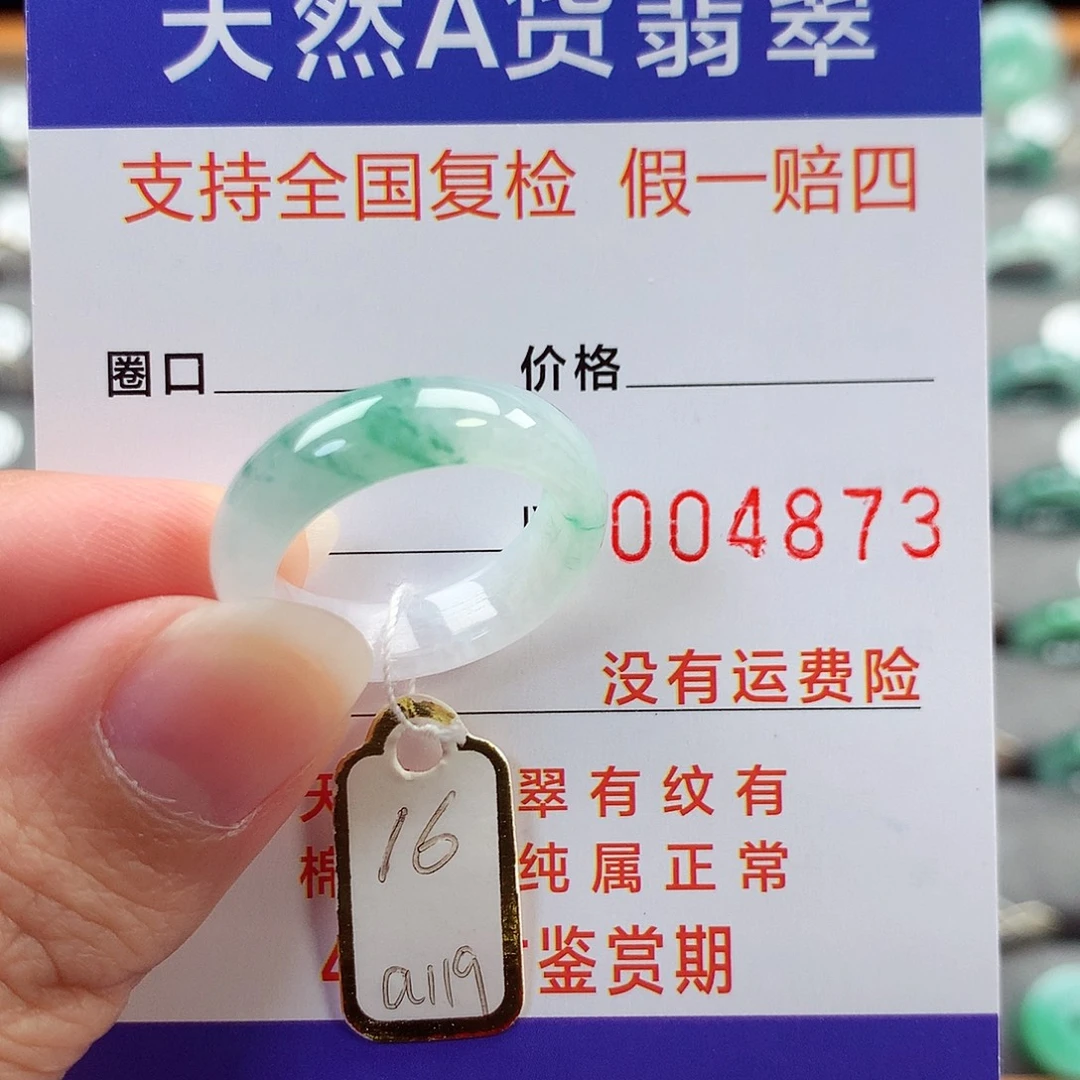 天然A货翡翠
支持全国复检 假一赔四
圈口 价格
004873
没有运费险
翠有纹有
棉 纯属正常
鉴赏期
16
a119